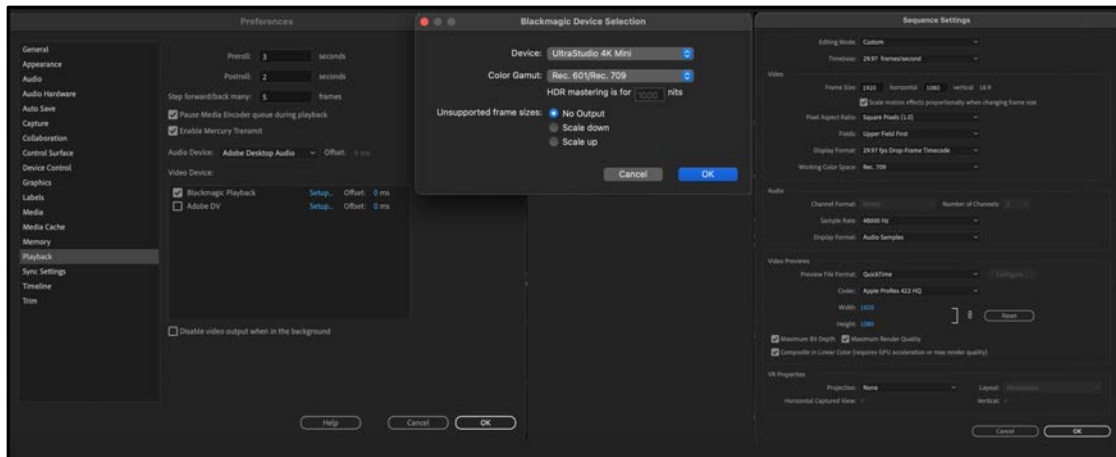 Preferences
General
Appearance
Audio
Audio Hardware
Auto Save
Capture
Collaboration
Control Surface
Device Control
Graphics
Labels
Media
Media Cache
Memory
Playback
Sync Settings
Timeline
Trim
Preroll: 3 seconds
Postroll: 2 seconds
Step forward/back many: 5 frames
Pause Media Encoder queue during playback
Enable Mercury Transmit
Audio Device: Adobe Desktop Audio Offset: 0 ms
Video Device:
Blackmagic Playback Setup... Offset: 0 ms
Adobe DV Setup... Offset: 0 ms
Disable video output when in the background
Help Cancel OK
Blackmagic Device Selection
Device: UltraStudio 4K Mini
Color Gamut: Rec. 601/Rec. 709
HDR mastering is for 1000 nits
Unsupported frame sizes: No Output
Scale down
Scale up
Cancel OK
Sequence Settings
Editing Mode: Custom
Timebase: 29.97 frames/second
Video
Frame Size: 1920 horizontal 1080 vertical 16:9
Scale motion effects proportionally when changing frame size
Pixel Aspect Ratio: Square Pixels (1.0)
Fields: Upper Field First
Display Format: 29.97 fps Drop-Frame Timecode
Working Color Space: Rec. 709
Audio
Channel Format: Stereo Number of Channels: 2
Sample Rate: 48000 Hz
Display Format: Audio Samples
Video Previews
Preview File Format: QuickTime Configure...
Codec: Apple ProRes 422 HQ
Width: 1920
Height: 1080
Reset
Maximum Bit Depth Maximum Render Quality
Composite in Linear Color (requires GPU acceleration or max render quality)
VR Properties
Projection: None Layout: Monoscopic
Horizontal Captured View: Vertical:
Cancel OK